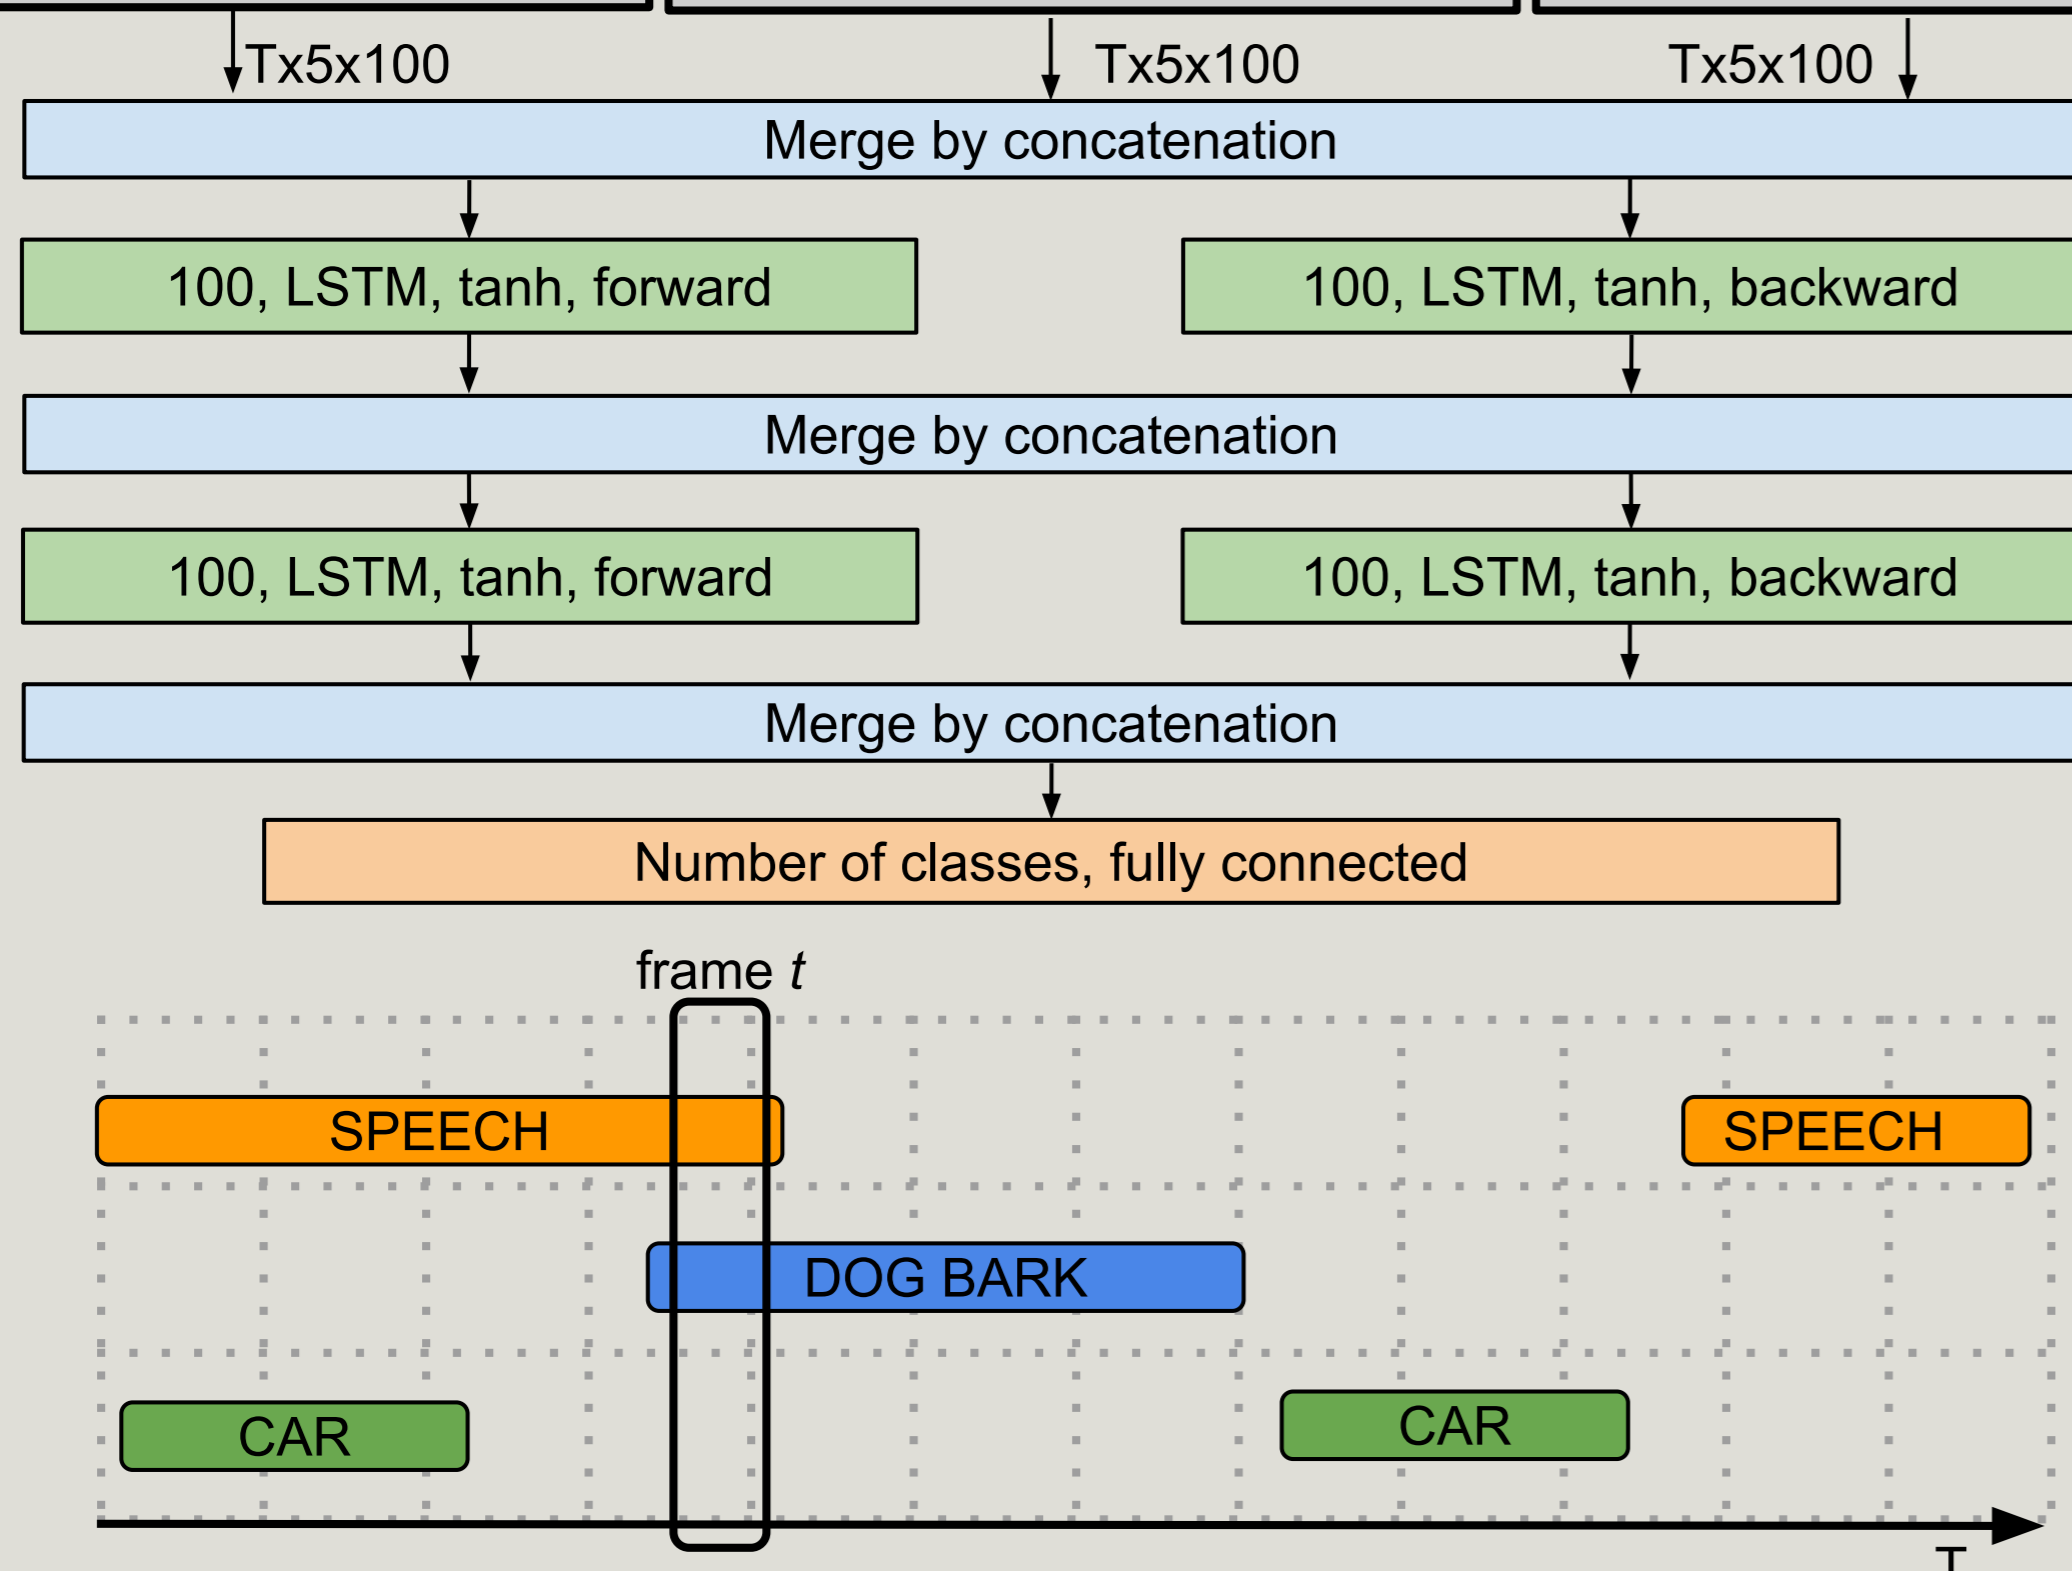 Tx5x100 Tx5x100 Tx5x100
Merge by concatenation
100, LSTM, tanh, forward 100, LSTM, tanh, backward
Merge by concatenation
100, LSTM, tanh, forward 100, LSTM, tanh, backward
Merge by concatenation
Number of classes, fully connected
frame t
SPEECH SPEECH
DOG BARK
CAR CAR
T